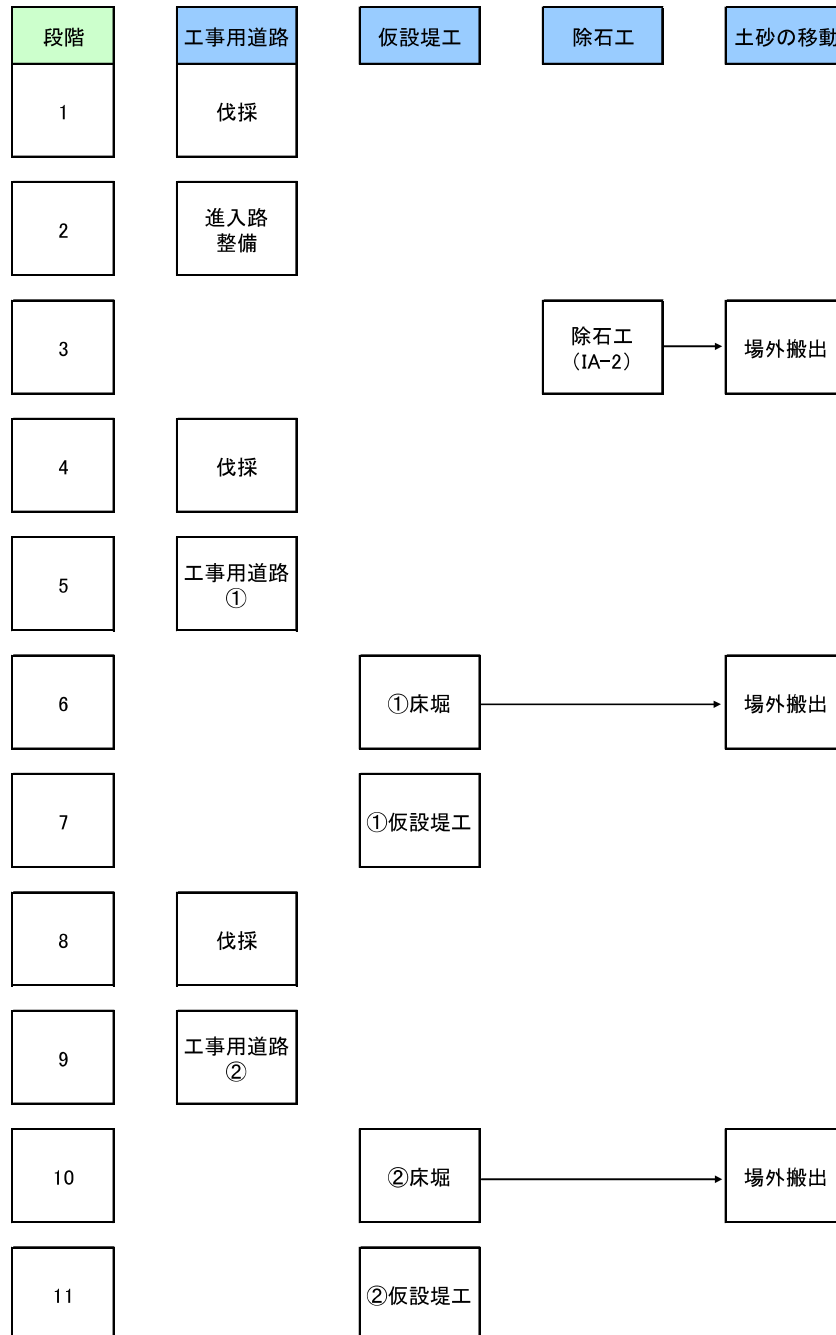 段階
工事用道路
仮設堤工
除石工
土砂の移動
1
伐採
2
進入路
整備
3
除石工
(IA-2)
場外搬出
4
伐採
5
工事用道路
①
6
①床堀
場外搬出
7
①仮設堤工
8
伐採
9
工事用道路
②
10
②床堀
場外搬出
11
②仮設堤工